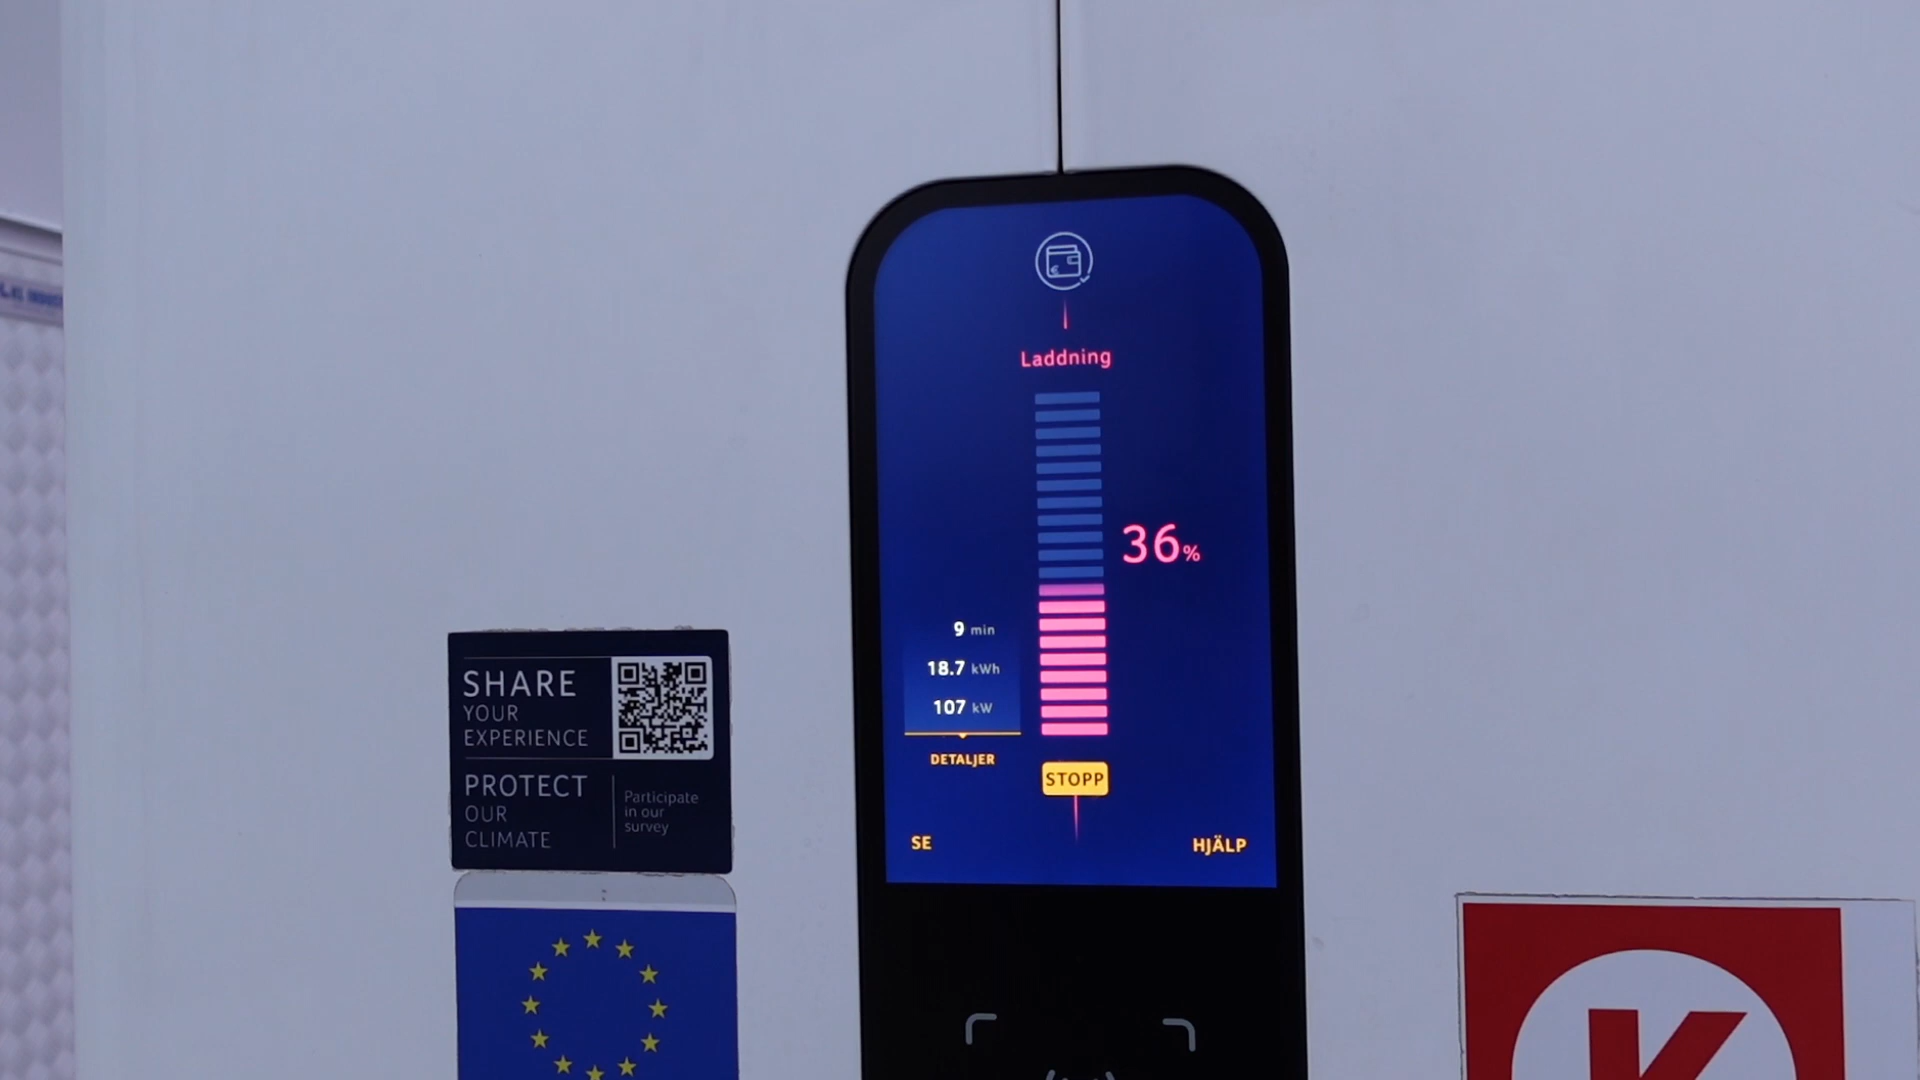 Laddning
36%
9 min
18.7 kWh
107 kW
DETALJER
STOPP
SE
HJÄLP
SHARE
YOUR
EXPERIENCE
PROTECT
OUR
CLIMATE
Participate
in our
survey
K